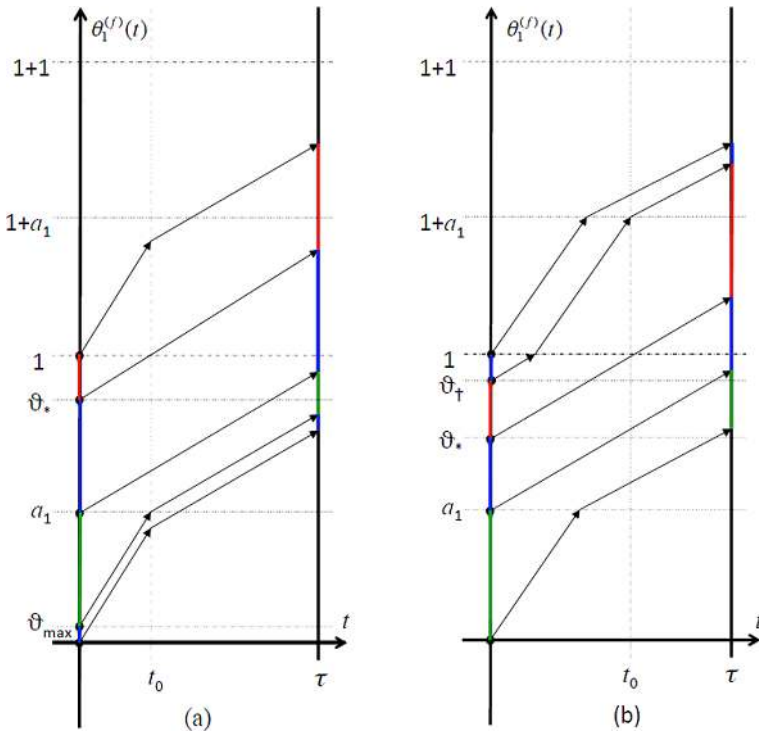 θ₁⁽ᶠ⁾(t)
1+1
1+a₁
1
ϑ*
a₁
ϑmax
t₀
τ
t
(a)
θ₁⁽ᶠ⁾(t)
1+1
1+a₁
1
ϑ†
ϑ*
a₁
t₀
τ
t
(b)